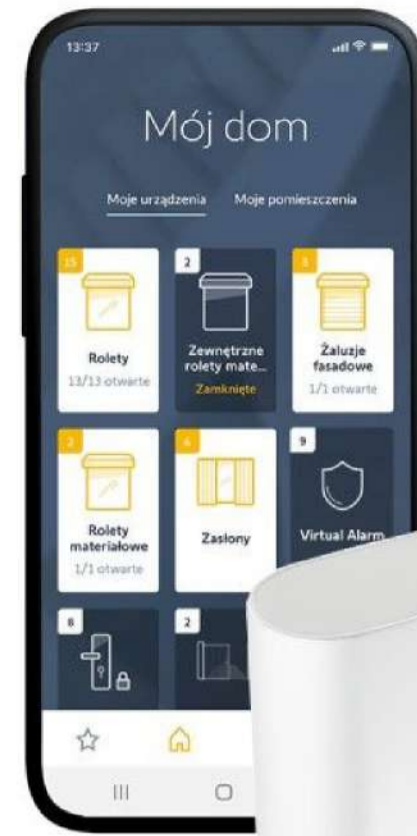 13:37
Mój dom
Moje urządzenia Moje pomieszczenia
15
2
3
Rolety
13/13 otwarte
Zewnętrzne
rolety mate...
Zamknięte
Żaluzje
fasadowe
1/1 otwarte
2
4
9
Rolety
materiałowe
1/1 otwarte
Zasłony
Virtual Alarm
8
2